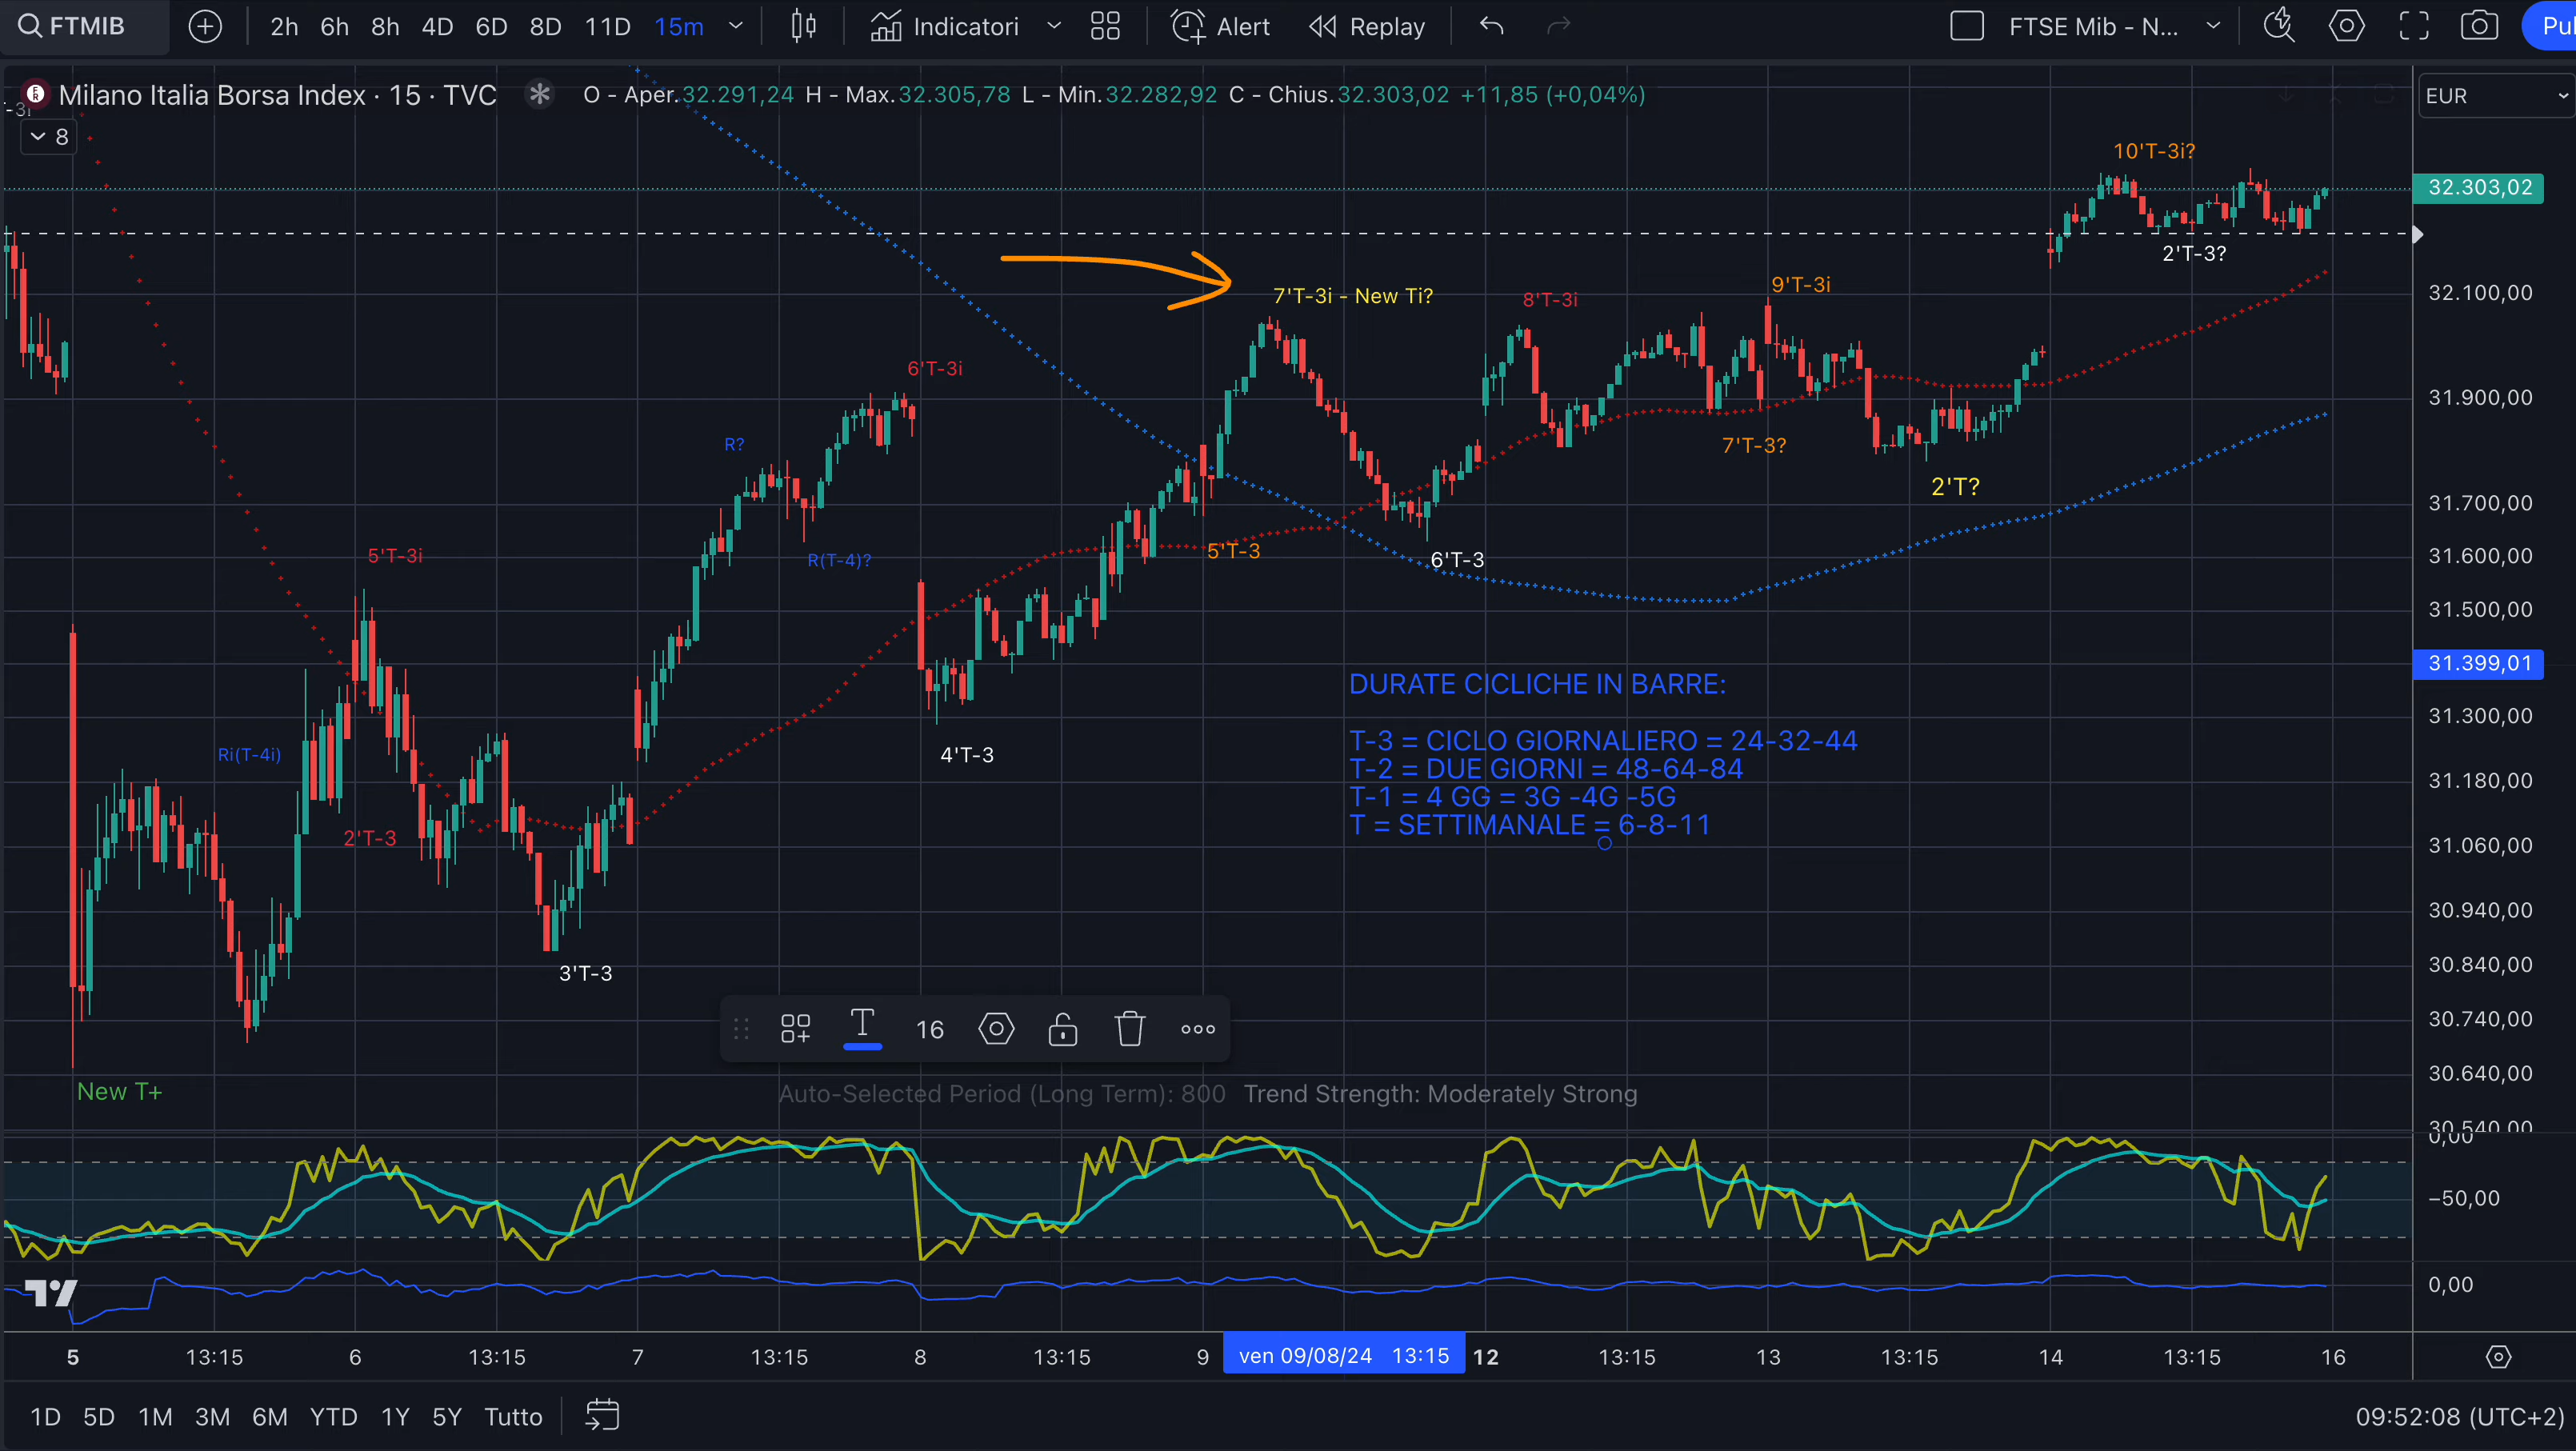 FTMIB 2h 6h 8h 4D 6D 8D 11D 15m Indicatori Alert Replay FTSE Mib - N...
Milano Italia Borsa Index · 15 · TVC O - Aper.32.291,24 H - Max.32.305,78 L - Min.32.282,92 C - Chius.32.303,02 +11,85 (+0,04%)
EUR
8
10'T-3i?
32.303,02
2'T-3?
9'T-3i
7'T-3i - New Ti?
8'T-3i
32.100,00
6'T-3i
31.900,00
R?
7'T-3?
2'T?
31.700,00
5'T-3i
R(T-4)?
5'T-3
6'T-3
31.600,00
31.500,00
31.399,01
DURATE CICLICHE IN BARRE:
31.300,00
Ri(T-4i)
4'T-3
T-3 = CICLO GIORNALIERO = 24-32-44
T-2 = DUE GIORNI = 48-64-84
31.180,00
T-1 = 4 GG = 3G -4G -5G
T = SETTIMANALE = 6-8-11
2'T-3
31.060,00
30.940,00
3'T-3
30.840,00
16
30.740,00
30.640,00
New T+
Auto-Selected Period (Long Term): 800 Trend Strength: Moderately Strong
0,00
−50,00
0,00
5 13:15 6 13:15 7 13:15 8 13:15 9 ven 09/08/24 13:15 12 13:15 13 13:15 14 13:15 16
1D 5D 1M 3M 6M YTD 1Y 5Y Tutto 09:52:08 (UTC+2)